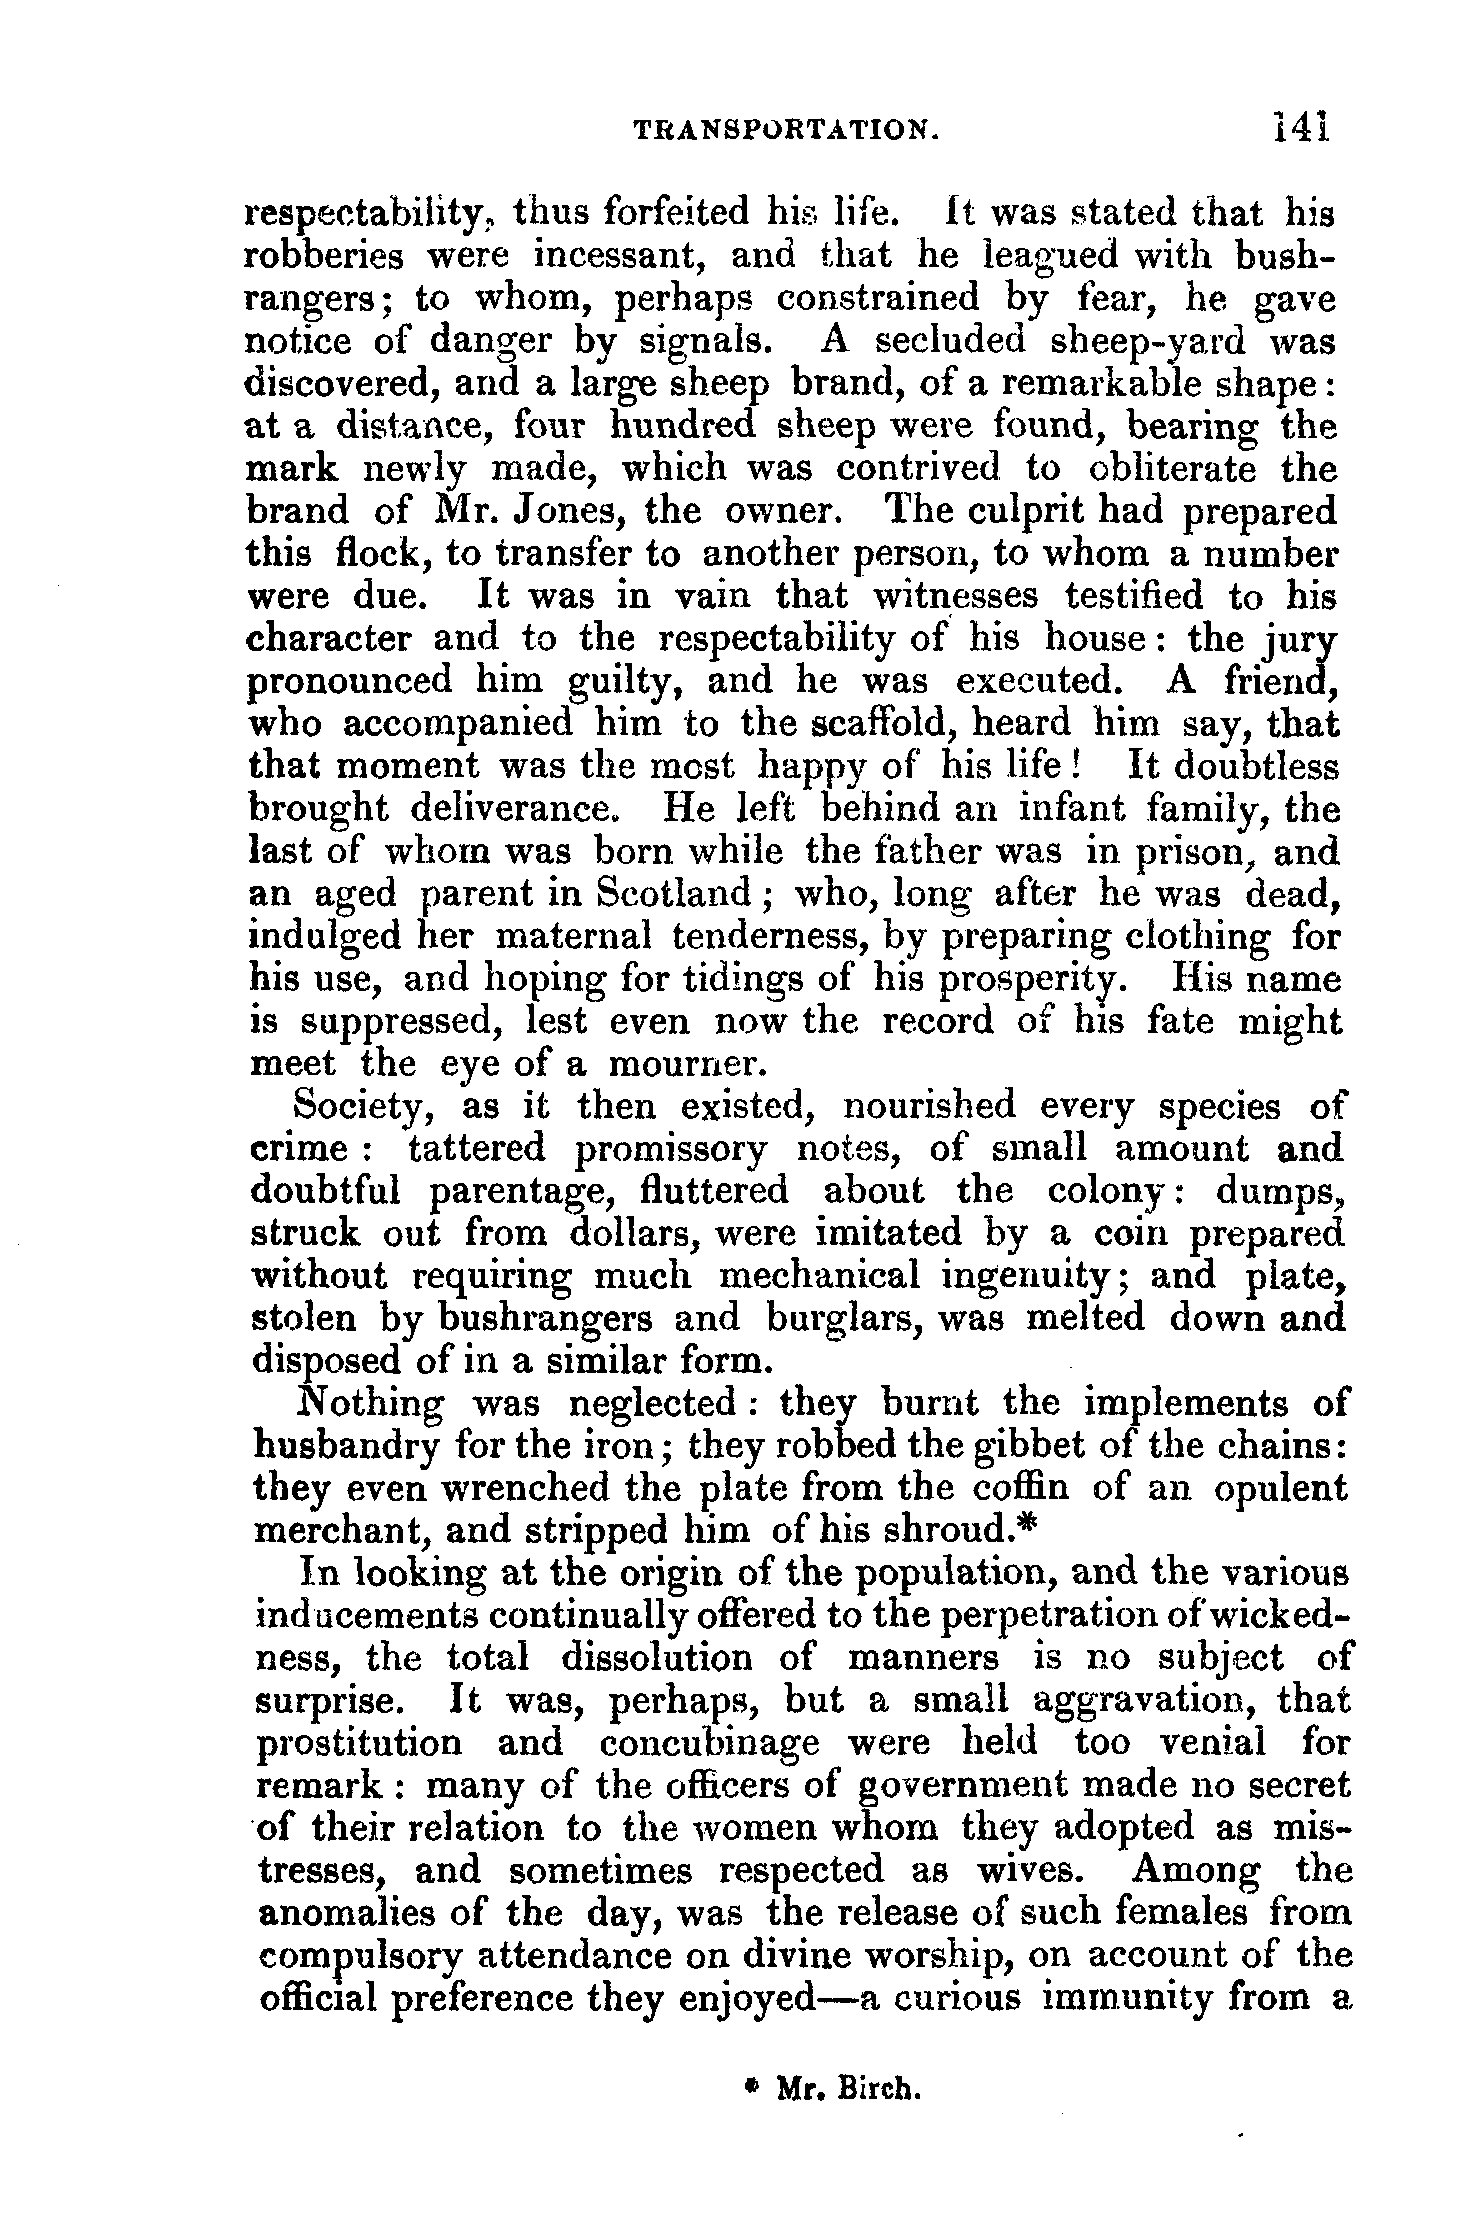 TRANSPORTATION. 141
respectability, thus forfeited his life. It was stated that his
robberies were incessant, and that he leagued with bush-
rangers; to whom, perhaps constrained by fear, he gave
notice of danger by signals. A secluded sheep-yard was
discovered, and a large sheep brand, of a remarkable shape:
at a distance, four hundred sheep were found, bearing the
mark newly made, which was contrived to obliterate the
brand of Mr. Jones, the owner. The culprit had prepared
this flock, to transfer to another person, to whom a number
were due. It was in vain that witnesses testified to his
character and to the respectability of his house: the jury
pronounced him guilty, and he was executed. A friend,
who accompanied him to the scaffold, heard him say, that
that moment was the most happy of his life! It doubtless
brought deliverance. He left behind an infant family, the
last of whom was born while the father was in prison, and
an aged parent in Scotland; who, long after he was dead,
indulged her maternal tenderness, by preparing clothing for
his use, and hoping for tidings of his prosperity. His name
is suppressed, lest even now the record of his fate might
meet the eye of a mourner.
Society, as it then existed, nourished every species of
crime: tattered promissory notes, of small amount and
doubtful parentage, fluttered about the colony: dumps,
struck out from dollars, were imitated by a coin prepared
without requiring much mechanical ingenuity; and plate,
stolen by bushrangers and burglars, was melted down and
disposed of in a similar form.
Nothing was neglected: they burnt the implements of
husbandry for the iron; they robbed the gibbet of the chains:
they even wrenched the plate from the coffin of an opulent
merchant, and stripped him of his shroud.*
In looking at the origin of the population, and the various
inducements continually offered to the perpetration of wicked-
ness, the total dissolution of manners is no subject of
surprise. It was, perhaps, but a small aggravation, that
prostitution and concubinage were held too venial for
remark: many of the officers of government made no secret
of their relation to the women whom they adopted as mis-
tresses, and sometimes respected as wives. Among the
anomalies of the day, was the release of such females from
compulsory attendance on divine worship, on account of the
official preference they enjoyed—a curious immunity from a
* Mr. Birch.